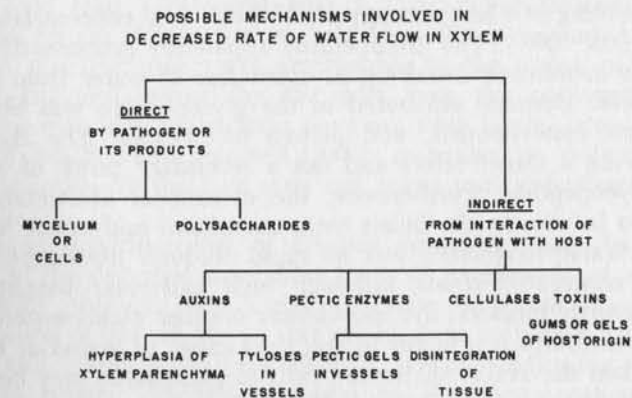 POSSIBLE MECHANISMS INVOLVED IN
DECREASED RATE OF WATER FLOW IN XYLEM
DIRECT
BY PATHOGEN OR
ITS PRODUCTS
MYCELIUM
OR
CELLS
POLYSACCHARIDES
INDIRECT
FROM INTERACTION OF
PATHOGEN WITH HOST
AUXINS
PECTIC ENZYMES
CELLULASES
TOXINS
GUMS OR GELS
OF HOST ORIGIN
HYPERPLASIA OF
XYLEM PARENCHYMA
TYLOSES
IN
VESSELS
PECTIC GELS
IN VESSELS
DISINTEGRATION
OF
TISSUE